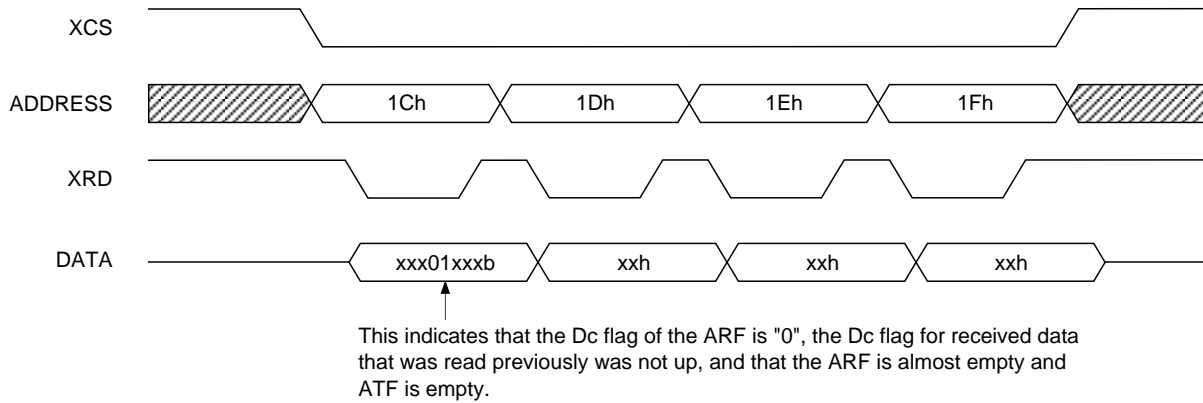 XCS
ADDRESS 1Ch 1Dh 1Eh 1Fh
XRD
DATA xxx01xxxb xxh xxh xxh
This indicates that the Dc flag of the ARF is "0", the Dc flag for received data
that was read previously was not up, and that the ARF is almost empty and
ATF is empty.